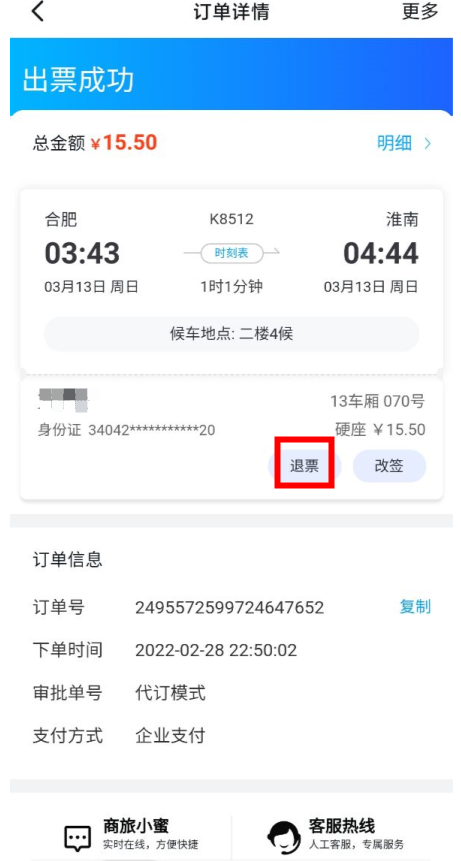 订单详情 更多
出票成功
总金额 ¥15.50 明细 >
合肥 K8512 淮南
03:43 时刻表 04:44
03月13日 周日 1时1分钟 03月13日 周日
候车地点: 二楼4候
13车厢 070号
身份证 34042***********20 硬座 ¥15.50
退票 改签
订单信息
订单号 2495572599724647652 复制
下单时间 2022-02-28 22:50:02
审批单号 代订模式
支付方式 企业支付
商旅小蜜 客服热线
实时在线，方便快捷 人工客服，专属服务